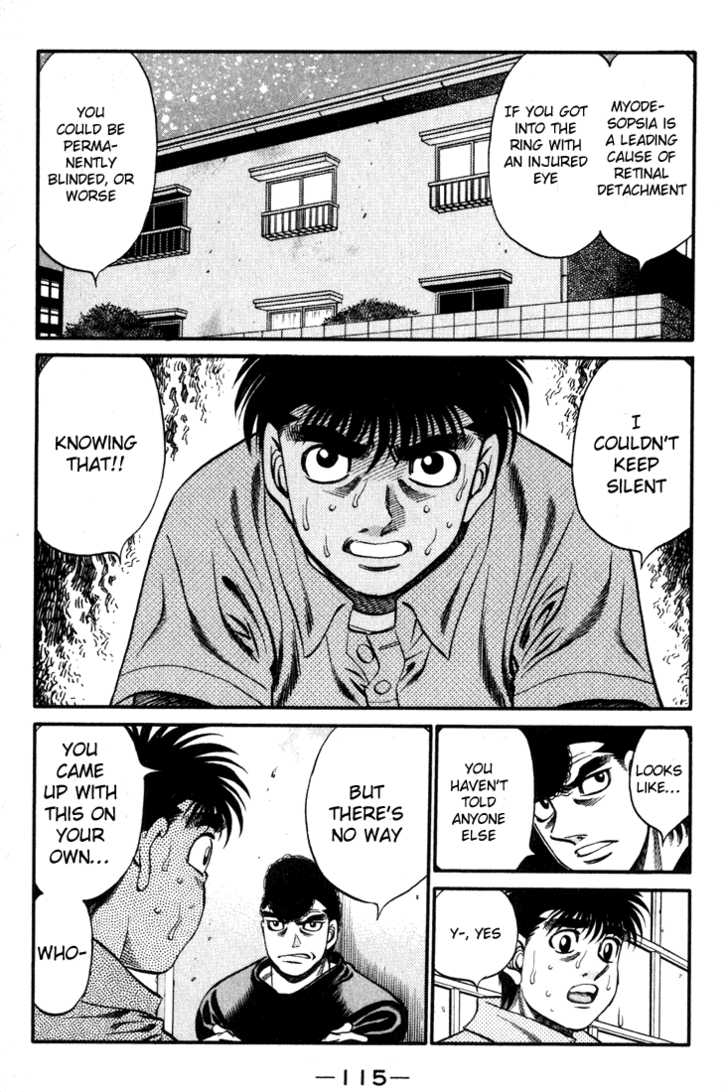 MYODE-
SOPSIA IS
A LEADING
CAUSE OF
RETINAL
DETACHMENT
IF YOU GOT
INTO THE
RING WITH
AN INJURED
EYE
YOU
COULD BE
PERMA-
NENTLY
BLINDED, OR
WORSE
I
COULDN'T
KEEP
SILENT
KNOWING
THAT!!
LOOKS
LIKE...
YOU
HAVEN'T
TOLD
ANYONE
ELSE
Y-, YES
BUT
THERE'S
NO WAY
YOU
CAME
UP WITH
THIS ON
YOUR
OWN...
WHO-
—115—